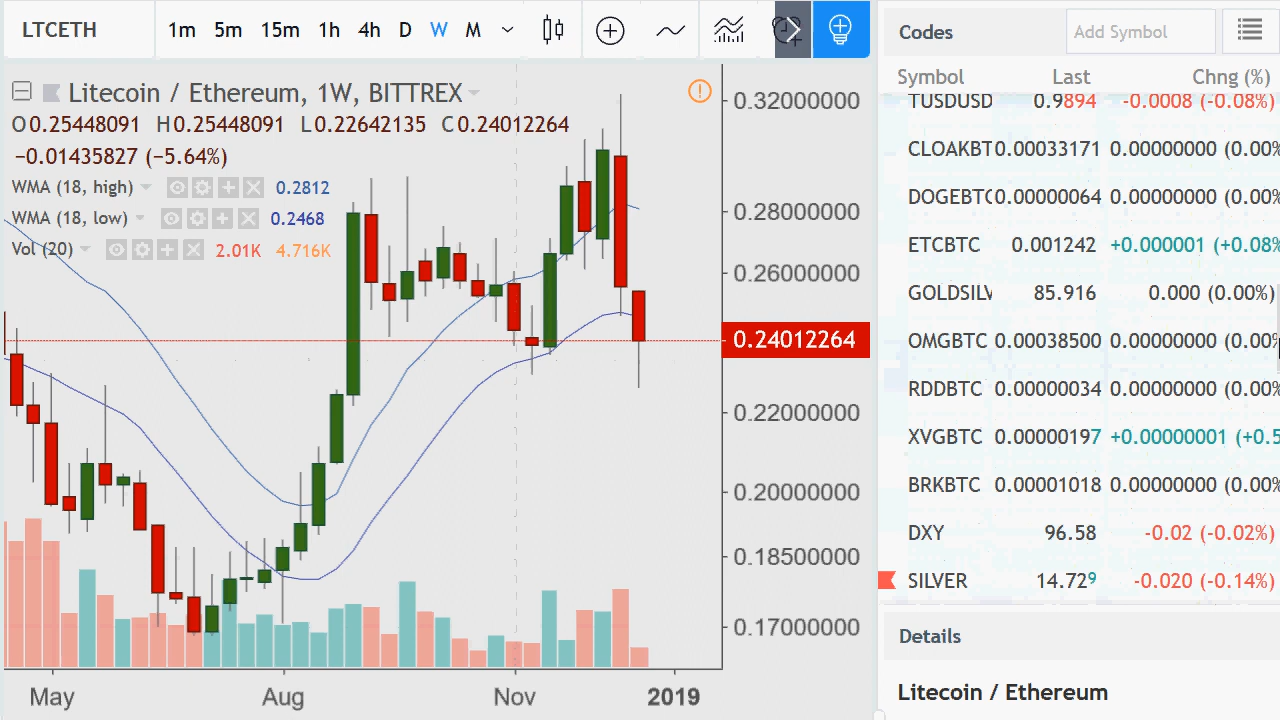 LTCETH 1m 5m 15m 1h 4h D W M
Litecoin / Ethereum, 1W, BITTREX
O0.25448091 H0.25448091 L0.22642135 C0.24012264
−0.01435827 (−5.64%)
WMA (18, high) 0.2812
WMA (18, low) 0.2468
Vol (20) 2.01K 4.716K
0.32000000
0.28000000
0.26000000
0.24012264
0.22000000
0.20000000
0.18500000
0.17000000
May Aug Nov 2019
Codes Add Symbol
Symbol Last Chng (%)
TUSDUSD 0.9894 -0.0008 (-0.08%)
CLOAKBT 0.00033171 0.00000000 (0.00%
DOGEBTC 0.00000064 0.00000000 (0.00%
ETCBTC 0.001242 +0.000001 (+0.08%
GOLDSILV 85.916 0.000 (0.00%)
OMGBTC 0.00038500 0.00000000 (0.00%
RDDBTC 0.00000034 0.00000000 (0.00%
XVGBTC 0.000000197 +0.00000001 (+0.5
BRKBTC 0.00001018 0.00000000 (0.00%
DXY 96.58 -0.02 (-0.02%)
SILVER 14.729 -0.020 (-0.14%)
Details
Litecoin / Ethereum